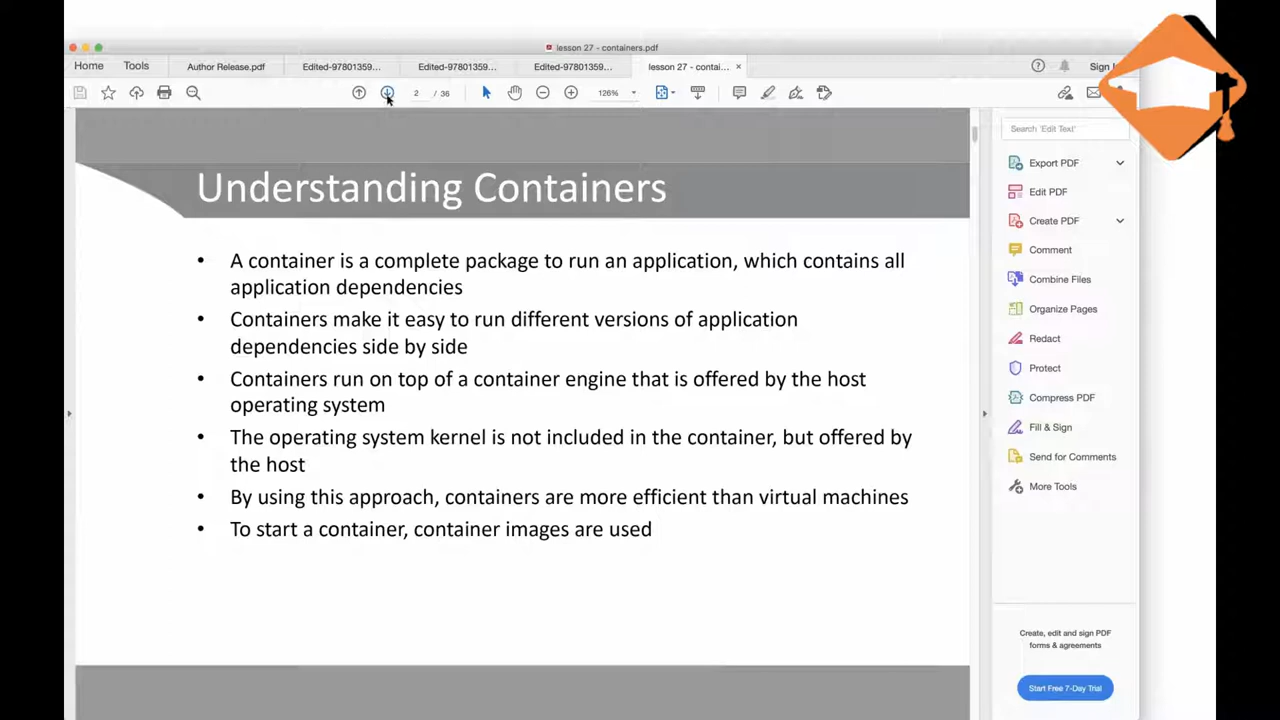 lesson 27 - containers.pdf
Home Tools Author Release.pdf Edited-97801359... Edited-97801359... Edited-97801359... lesson 27 - contai... ×
2 / 36 126%
Search 'Edit Text'
Understanding Containers
• A container is a complete package to run an application, which contains all
application dependencies
• Containers make it easy to run different versions of application
dependencies side by side
• Containers run on top of a container engine that is offered by the host
operating system
• The operating system kernel is not included in the container, but offered by
the host
• By using this approach, containers are more efficient than virtual machines
• To start a container, container images are used
Export PDF
Edit PDF
Create PDF
Comment
Combine Files
Organize Pages
Redact
Protect
Compress PDF
Fill & Sign
Send for Comments
More Tools
Create, edit and sign PDF
forms & agreements
Start Free 7-Day Trial